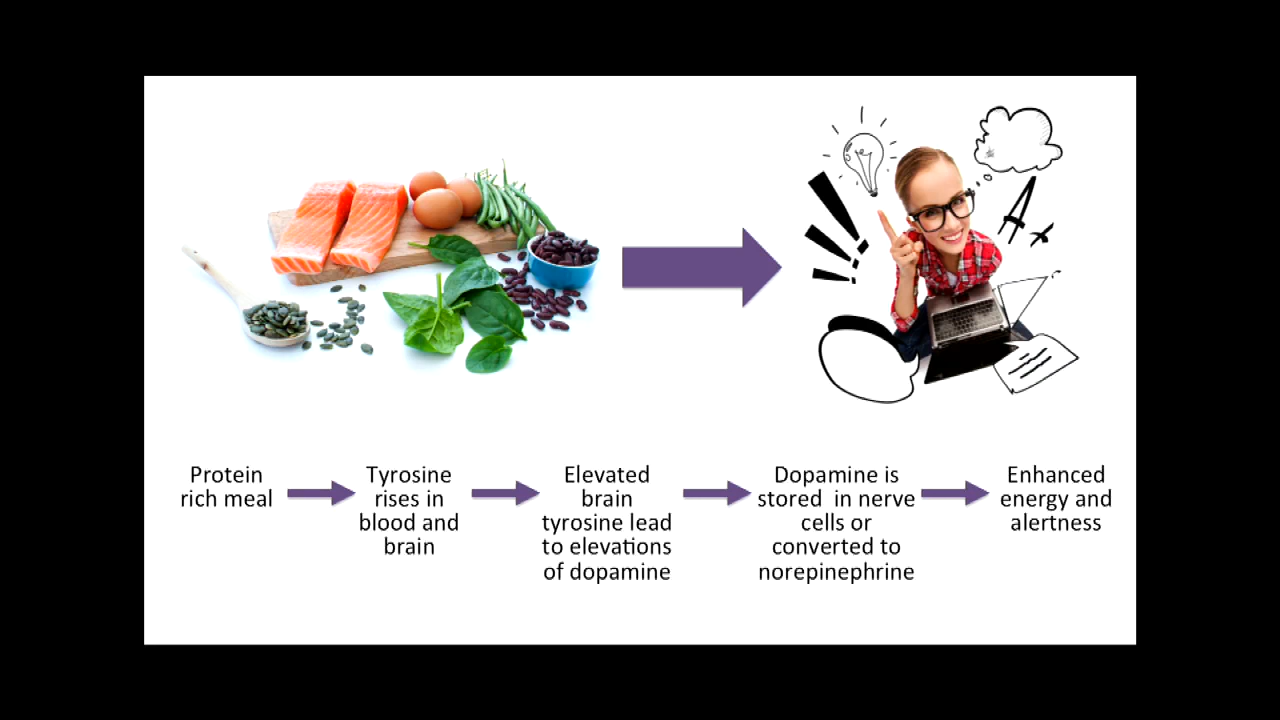 A+
Protein
rich meal
Tyrosine
rises in
blood and
brain
Elevated
brain
tyrosine lead
to elevations
of dopamine
Dopamine is
stored in nerve
cells or
converted to
norepinephrine
Enhanced
energy and
alertness